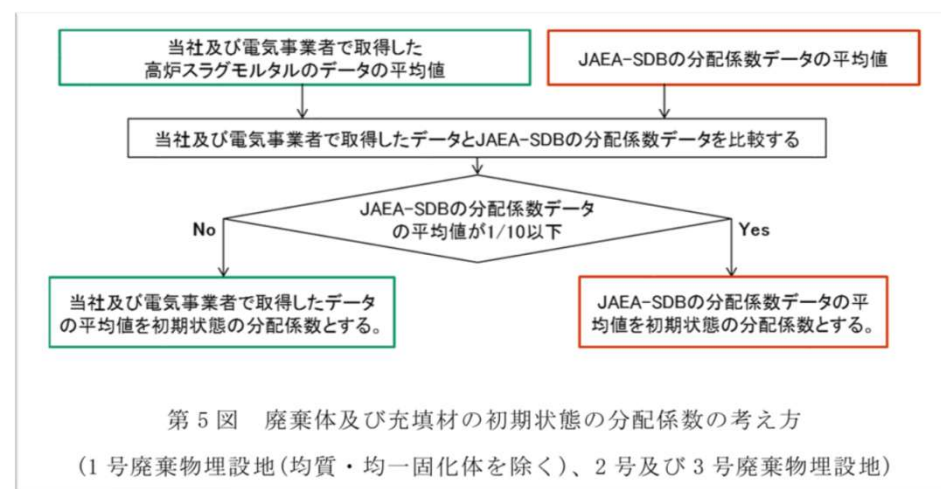 当社及び電気事業者で取得した
高炉スラグモルタルのデータの平均値
JAEA-SDBの分配係数データの平均値
当社及び電気事業者で取得したデータとJAEA-SDBの分配係数データを比較する
JAEA-SDBの分配係数データ
の平均値が1/10以下
No
Yes
当社及び電気事業者で取得したデータ
の平均値を初期状態の分配係数とする。
JAEA-SDBの分配係数データの平
均値を初期状態の分配係数とする。
第5図 廃棄体及び充填材の初期状態の分配係数の考え方
(1号廃棄物埋設地(均質・均一固化体を除く)、2号及び3号廃棄物埋設地)